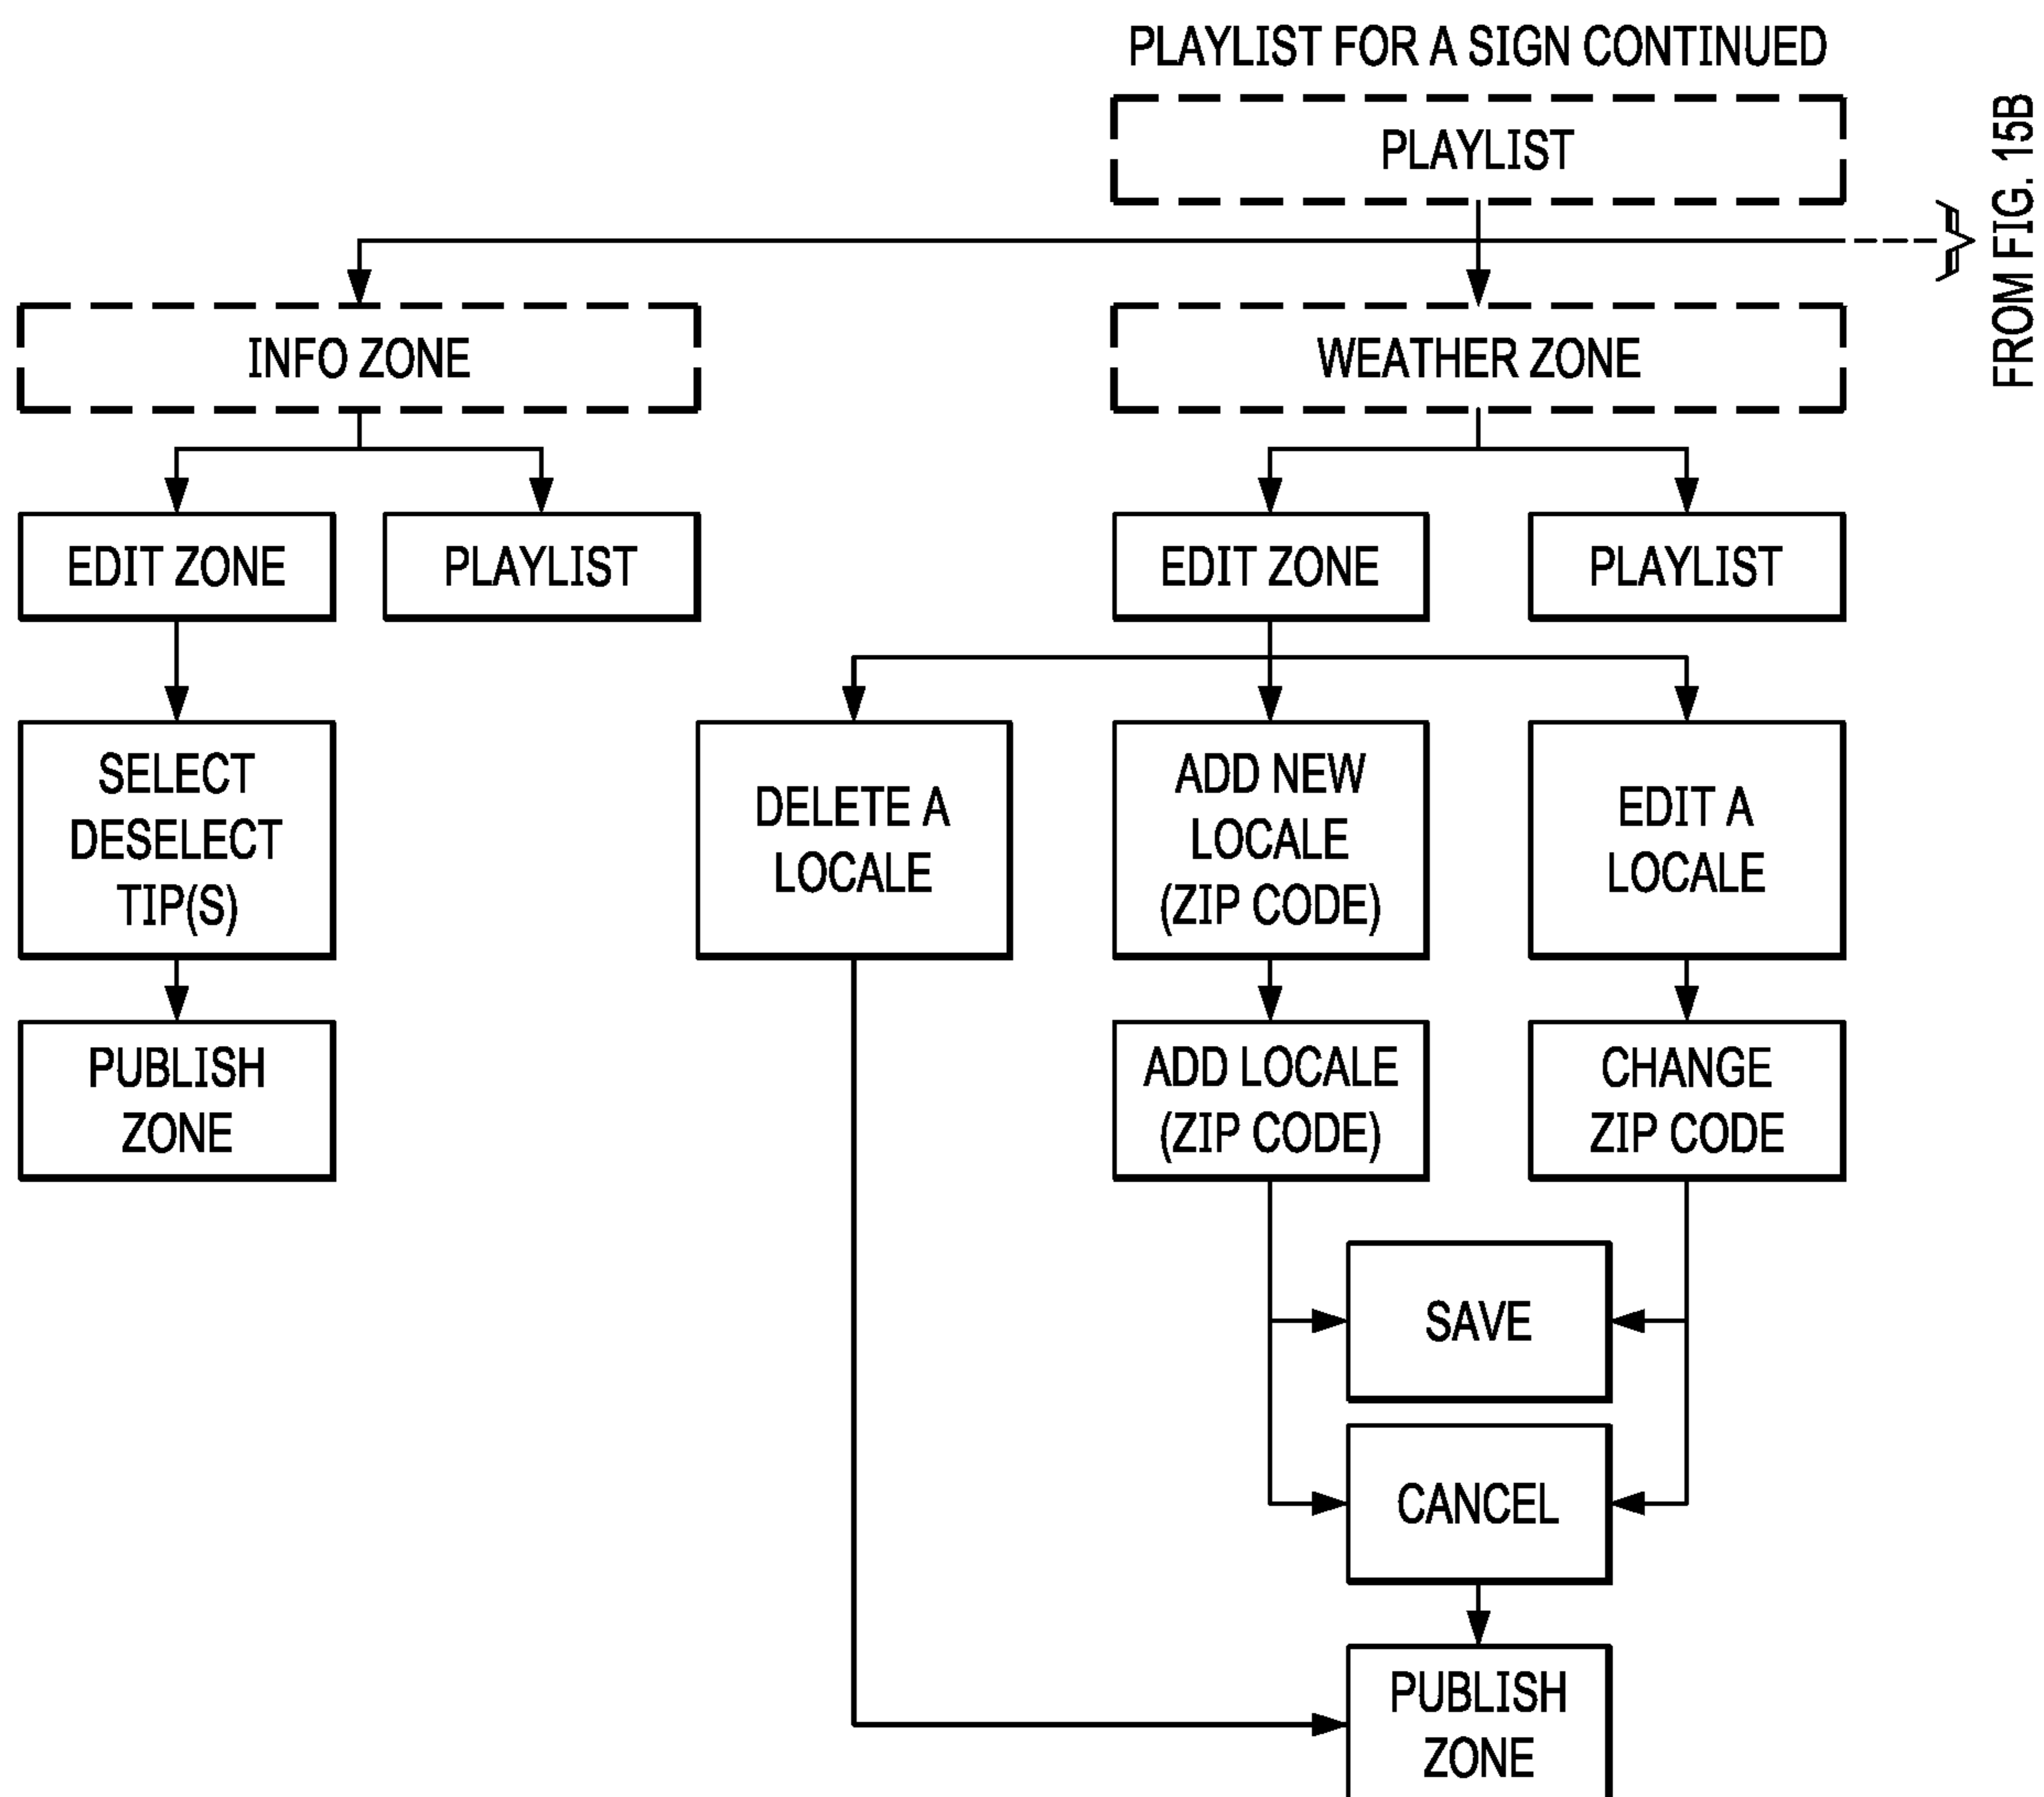 PLAYLIST FOR A SIGN CONTINUED
PLAYLIST
FROM FIG. 15B
INFO ZONE
WEATHER ZONE
EDIT ZONE
PLAYLIST
EDIT ZONE
PLAYLIST
SELECT
DESELECT
TIP(S)
DELETE A
LOCALE
ADD NEW
LOCALE
(ZIP CODE)
EDIT A
LOCALE
PUBLISH
ZONE
ADD LOCALE
(ZIP CODE)
CHANGE
ZIP CODE
SAVE
CANCEL
PUBLISH
ZONE